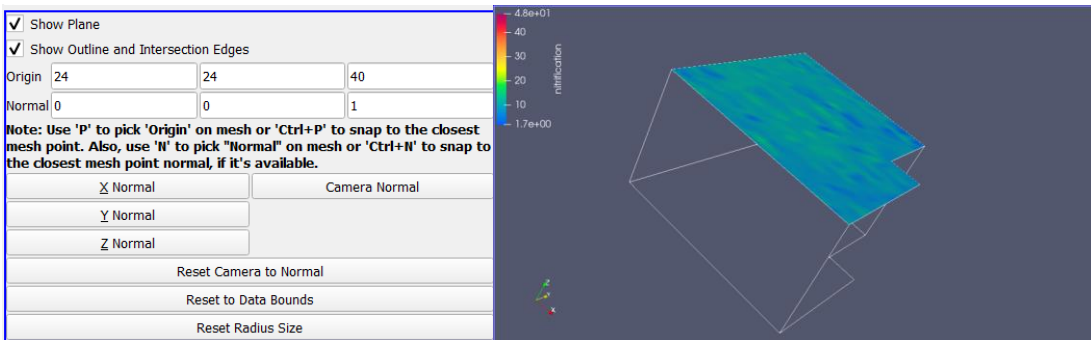 Show Plane
Show Outline and Intersection Edges
Origin 24 24 40
Normal 0 0 1
Note: Use 'P' to pick 'Origin' on mesh or 'Ctrl+P' to snap to the closest
mesh point. Also, use 'N' to pick "Normal" on mesh or 'Ctrl+N' to snap to
the closest mesh point normal, if it's available.
X Normal Camera Normal
Y Normal
Z Normal
Reset Camera to Normal
Reset to Data Bounds
Reset Radius Size
4.8e+01
40
30
20
10
1.7e+00
nitrification